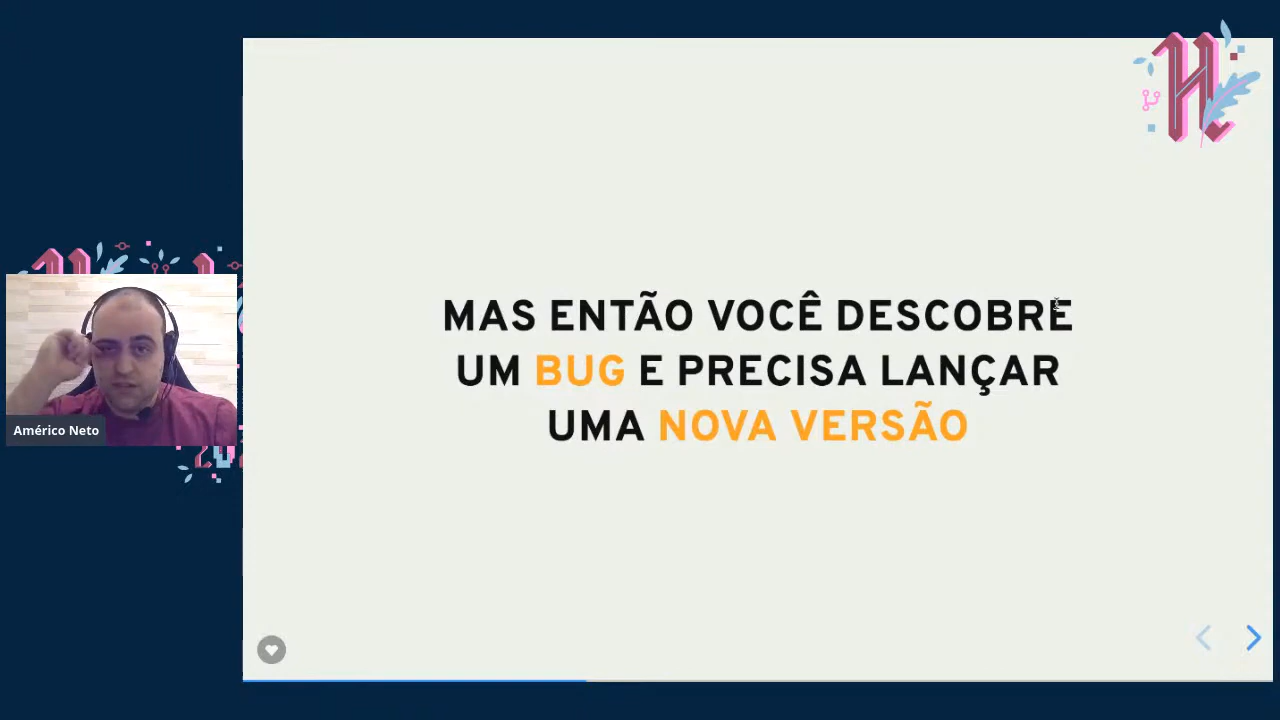 MAS ENTÃO VOCÊ DESCOBRE
UM BUG E PRECISA LANÇAR
UMA NOVA VERSÃO
Américo Neto
H